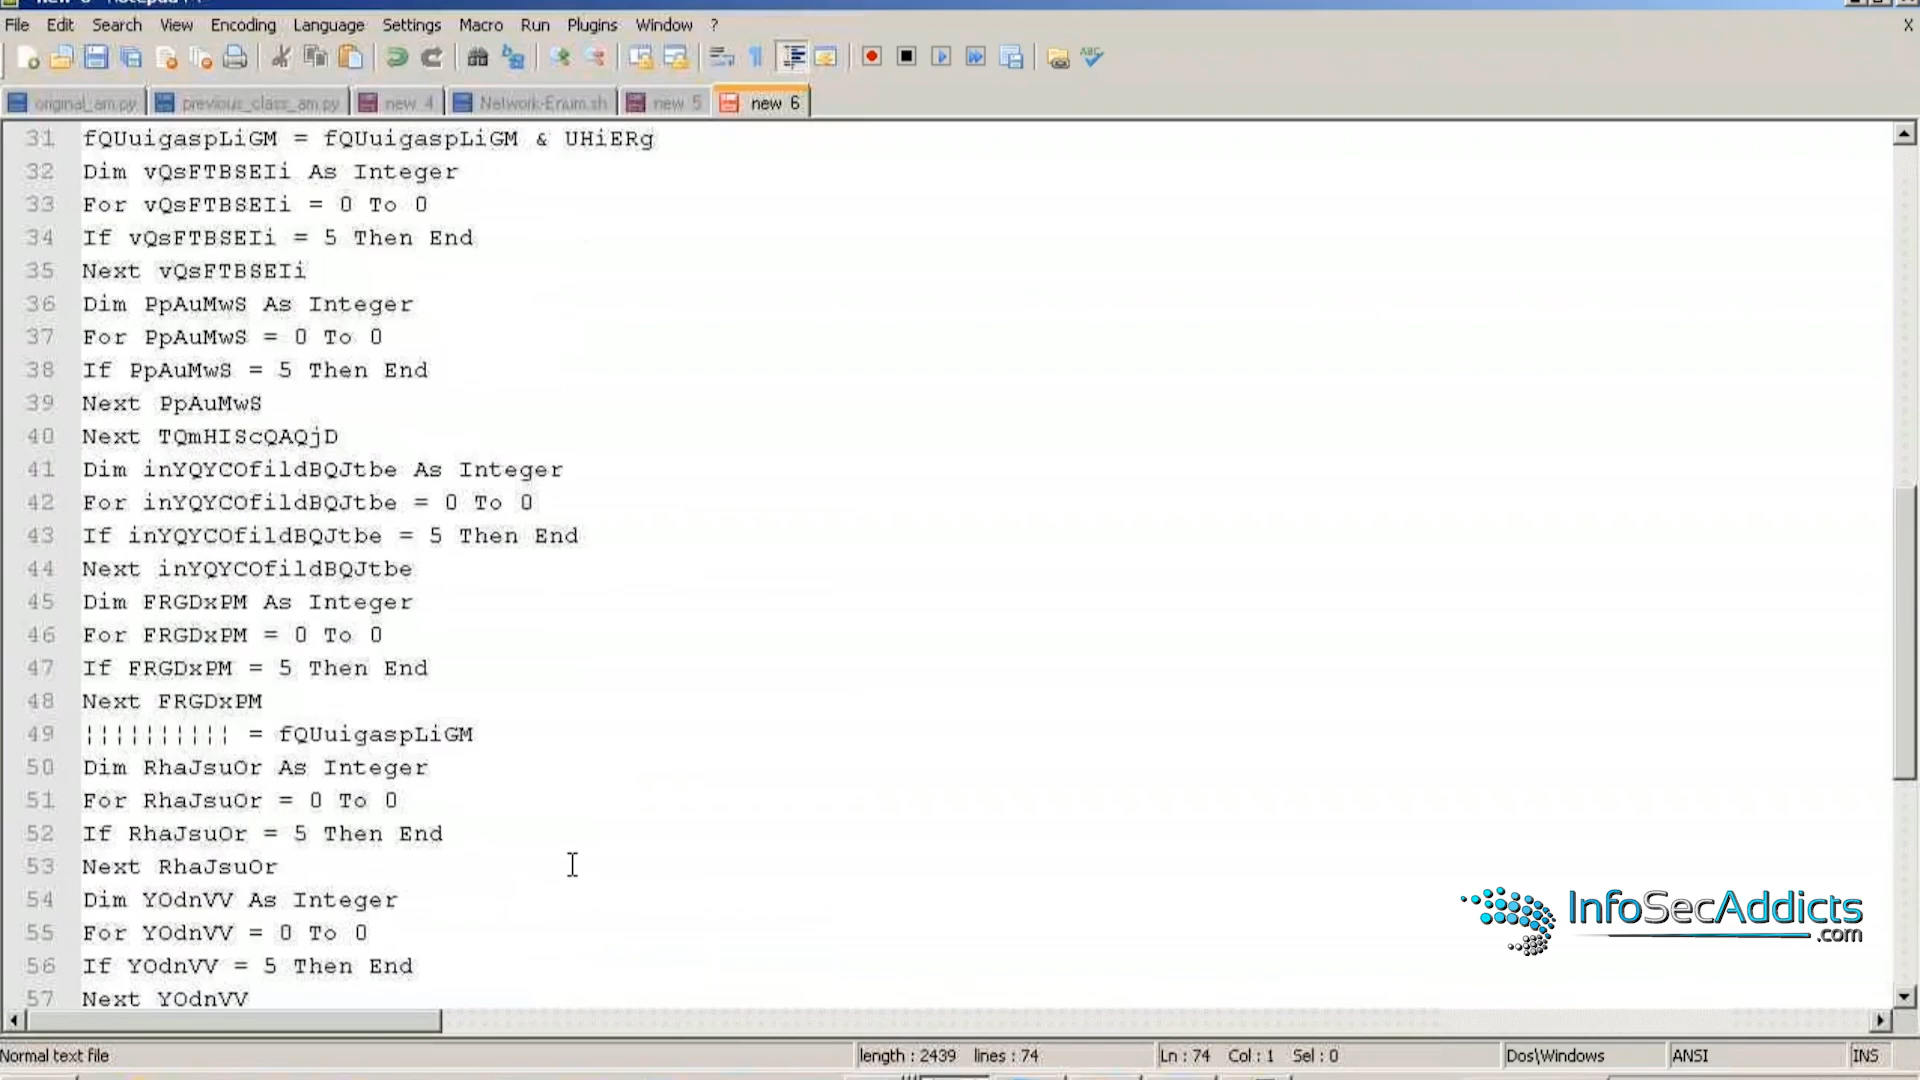 File Edit Search View Encoding Language Settings Macro Run Plugins Window ? X
original_am.py previous_class_am.py new 4 Network-Enum.sh new 5 new 6
31 fQUuigaspLiGM = fQUuigaspLiGM & UHiERg
32 Dim vQsFTBSEIi As Integer
33 For vQsFTBSEIi = 0 To 0
34 If vQsFTBSEIi = 5 Then End
35 Next vQsFTBSEIi
36 Dim PpAuMwS As Integer
37 For PpAuMwS = 0 To 0
38 If PpAuMwS = 5 Then End
39 Next PpAuMwS
40 Next TQmHIScQAQjD
41 Dim inYQYCOfildBQJtbe As Integer
42 For inYQYCOfildBQJtbe = 0 To 0
43 If inYQYCOfildBQJtbe = 5 Then End
44 Next inYQYCOfildBQJtbe
45 Dim FRGDxPM As Integer
46 For FRGDxPM = 0 To 0
47 If FRGDxPM = 5 Then End
48 Next FRGDxPM
49 ¦¦¦¦¦¦¦¦¦¦ = fQUuigaspLiGM
50 Dim RhaJsuOr As Integer
51 For RhaJsuOr = 0 To 0
52 If RhaJsuOr = 5 Then End
53 Next RhaJsuOr
54 Dim YOdnVV As Integer
55 For YOdnVV = 0 To 0
56 If YOdnVV = 5 Then End
57 Next YOdnVV
InfoSecAddicts
.com
Normal text file length : 2439 lines : 74 Ln : 74 Col : 1 Sel : 0 Dos\Windows ANSI INS